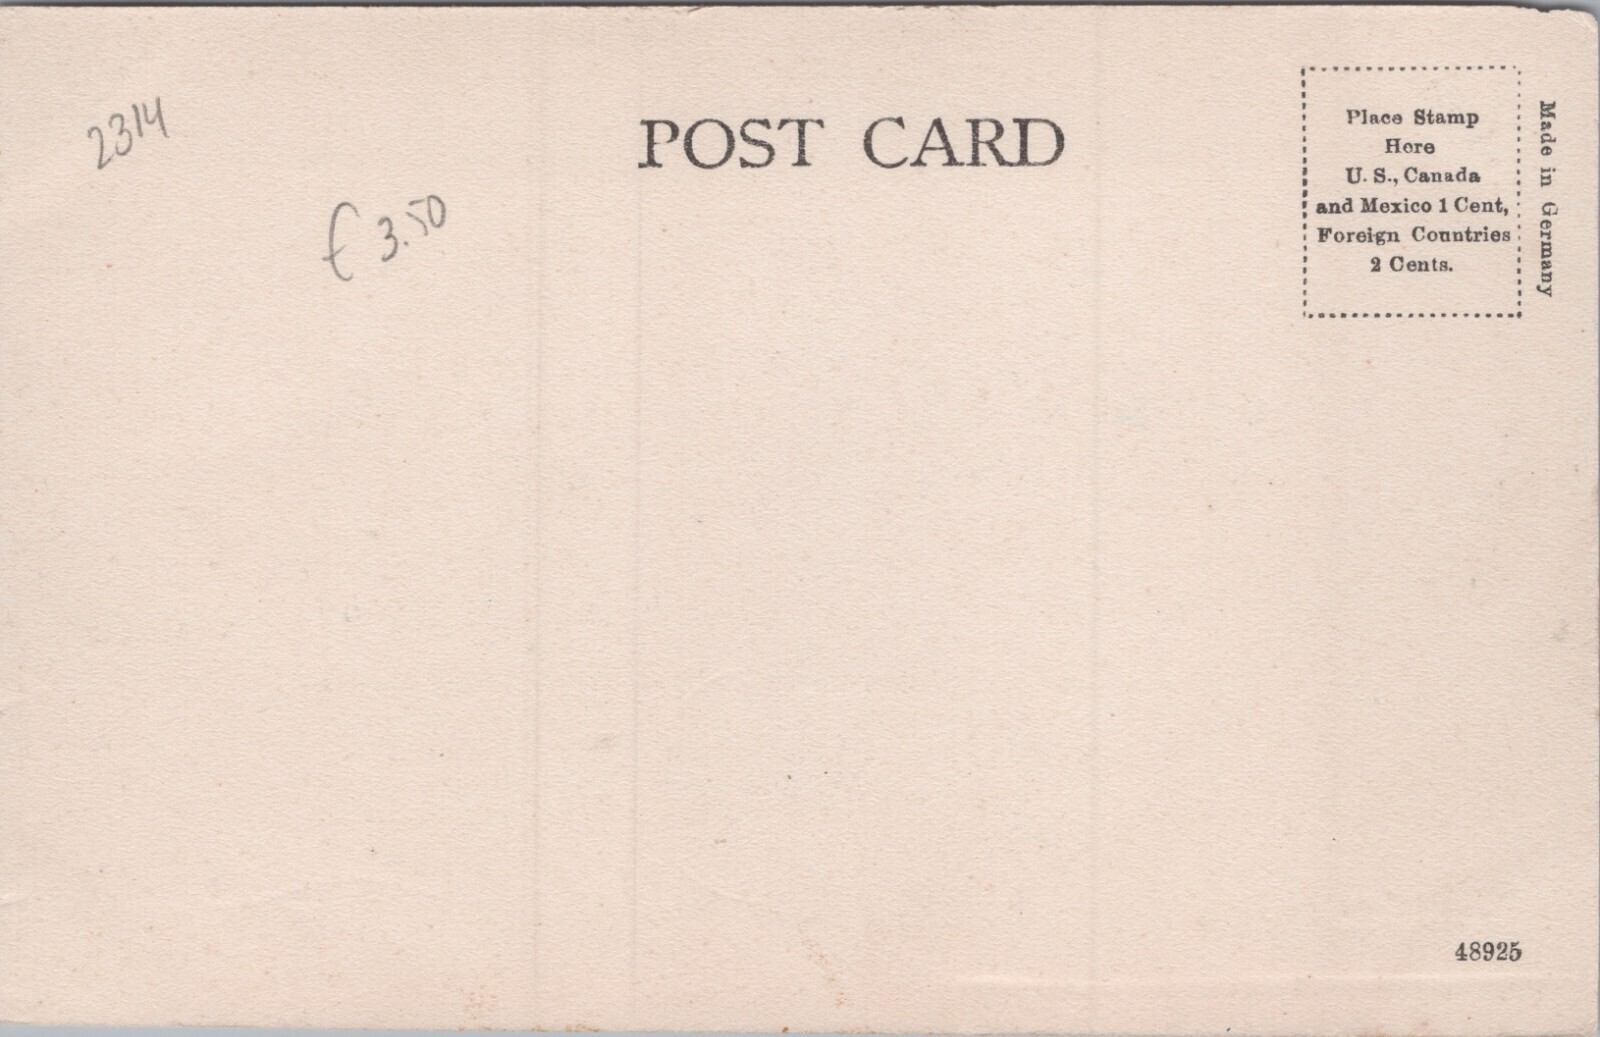 2314
POST CARD
£ 3.50
Place Stamp
Here
U. S., Canada
and Mexico 1 Cent,
Foreign Countries
2 Cents.
Made in Germany
48925